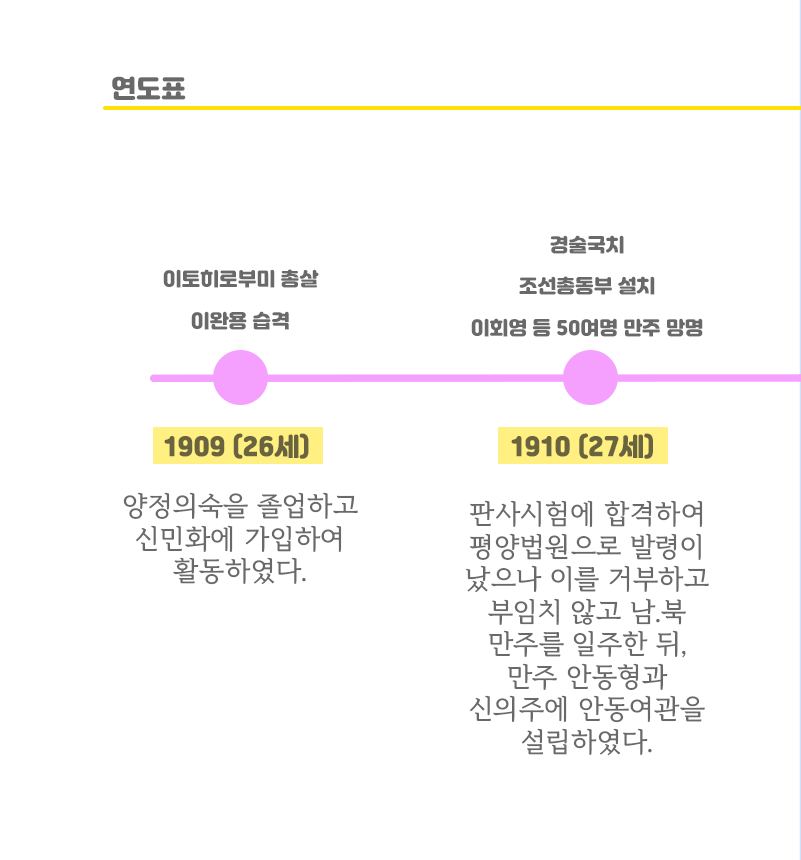 연도표
이토히로부미 총살
이완용 습격
1909 (26세)
양정의숙을 졸업하고
신민화에 가입하여
활동하였다.
경술국치
조선총동부 설치
이회영 등 50여명 만주 망명
1910 (27세)
판사시험에 합격하여
평양법원으로 발령이
났으나 이를 거부하고
부임치 않고 남.북
만주를 일주한 뒤,
만주 안동형과
신의주에 안동여관을
설립하였다.